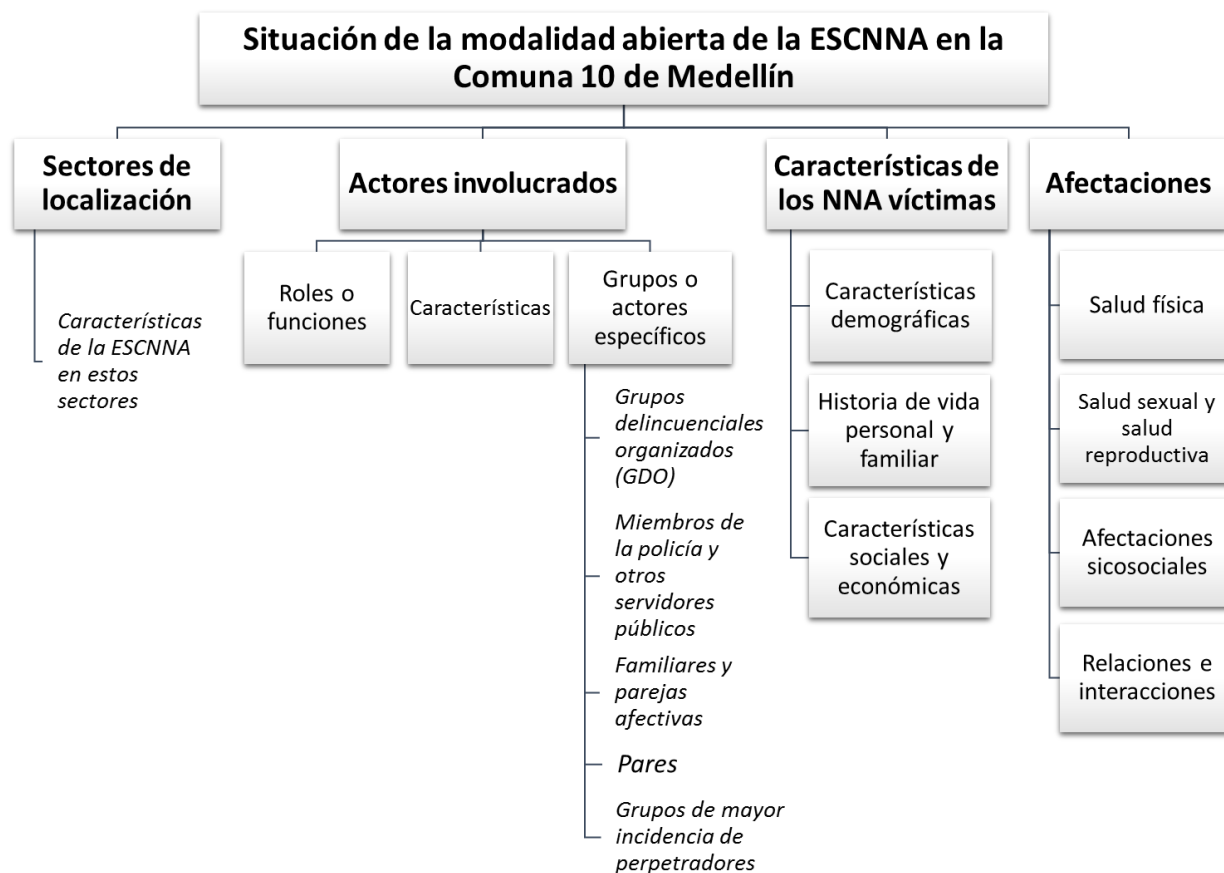 Situación de la modalidad abierta de la ESCNNA en la
Comuna 10 de Medellín
Sectores de
localización
Características
de la ESCNNA
en estos
sectores
Actores involucrados
Roles o
funciones
Características
Grupos o
actores
específicos
Grupos
delincuenciales
organizados
(GDO)
Miembros de
la policía y
otros
servidores
públicos
Familiares y
parejas
afectivas
Pares
Grupos de mayor
incidencia de
perpetradores
Características de
los NNA víctimas
Características
demográficas
Historia de vida
personal y
familiar
Características
sociales y
económicas
Afectaciones
Salud física
Salud sexual y
salud
reproductiva
Afectaciones
sicosociales
Relaciones e
interacciones